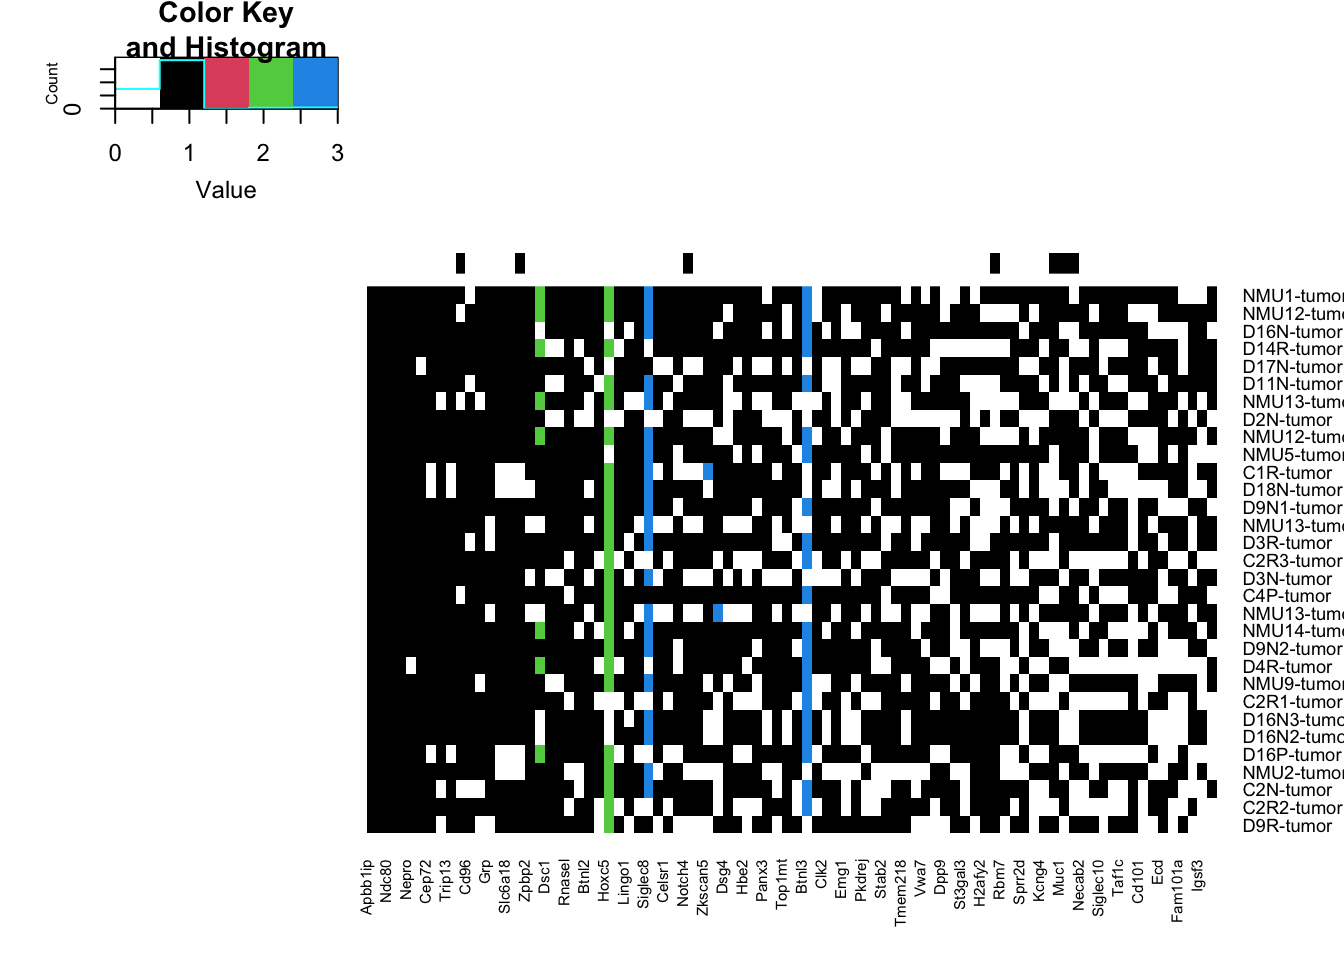 Color Key
and Histogram
Count
0
0 1 2 3
Value
NMU1-tumor
NMU12-tumo
D16N-tumor
D14R-tumor
D17N-tumor
D11N-tumor
NMU13-tumo
D2N-tumor
NMU12-tumo
NMU5-tumor
C1R-tumor
D18N-tumor
D9N1-tumor
NMU13-tumo
D3R-tumor
C2R3-tumor
D3N-tumor
C4P-tumor
NMU13-tumo
NMU14-tumo
D9N2-tumor
D4R-tumor
NMU9-tumor
C2R1-tumor
D16N3-tumo
D16N2-tumo
D16P-tumor
NMU2-tumor
C2N-tumor
C2R2-tumor
D9R-tumor
Apbb1ip
Ndc80
Nepro
Cep72
Trip13
Cd96
Grp
Slc6a18
Zpbp2
Dsc1
Rnasel
Btnl2
Hoxc5
Lingo1
Siglec8
Celsr1
Notch4
Zkscan5
Dsg4
Hbe2
Panx3
Top1mt
Btnl3
Clk2
Emg1
Pkdrej
Stab2
Tmem218
Vwa7
Dpp9
St3gal3
H2afy2
Rbm7
Sprr2d
Kcng4
Muc1
Necab2
Siglec10
Taf1c
Cd101
Ecd
Fam101a
Igsf3